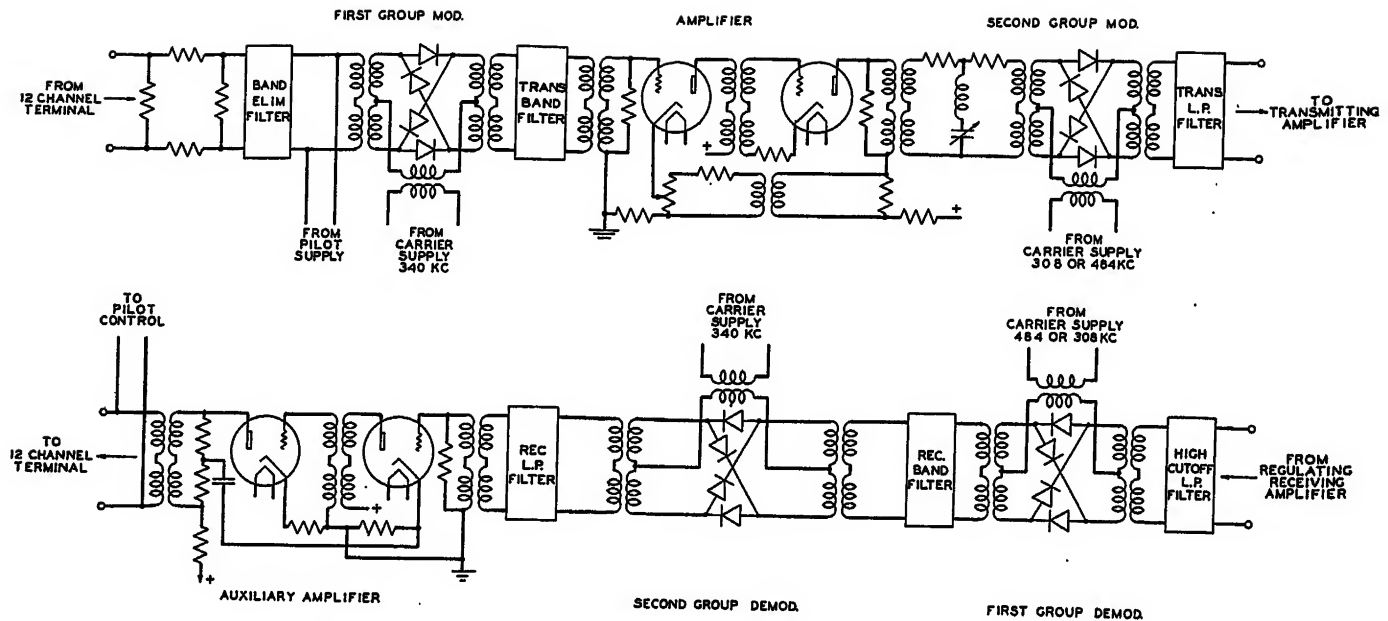 FIRST GROUP MOD.
AMPLIFIER
SECOND GROUP MOD.
FROM
12 CHANNEL
TERMINAL
BAND
ELIM
FILTER
TRANS
BAND
FILTER
TRANS
L.P.
FILTER
TO
TRANSMITTING
AMPLIFIER
+
+
FROM
PILOT
SUPPLY
FROM
CARRIER
SUPPLY
340 KC
FROM
CARRIER SUPPLY
308 OR 484KC
TO
PILOT
CONTROL
FROM
CARRIER
SUPPLY
340 KC
FROM
CARRIER SUPPLY
484 OR 308KC
TO
12 CHANNEL
TERMINAL
REC
L.P.
FILTER
REC.
BAND
FILTER
HIGH
CUTOFF
L.P.
FILTER
FROM
REGULATING
RECEIVING
AMPLIFIER
+
+
AUXILIARY AMPLIFIER
SECOND GROUP DEMOD.
FIRST GROUP DEMOD.